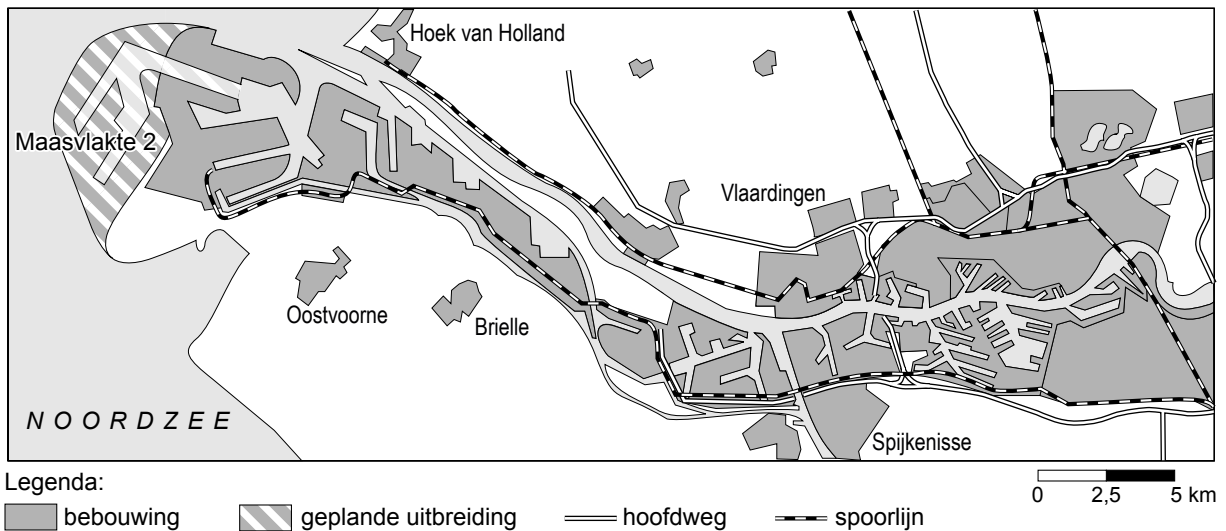 Hoek van Holland
Maasvlakte 2
Vlaardingen
Oostvoorne
Brielle
NOORDZEE
Spijkenisse
Legenda:
0 2,5 5 km
bebouwing geplande uitbreiding hoofdweg spoorlijn